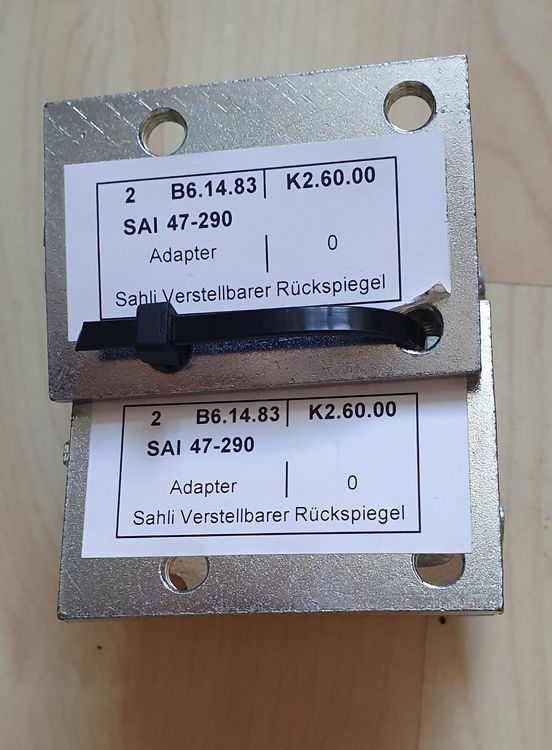 2 B6.14.83 K2.60.00
SAI 47-290
Adapter 0
Sahli Verstellbarer Rückspiegel
2 B6.14.83 K2.60.00
SAI 47-290
Adapter 0
Sahli Verstellbarer Rückspiegel